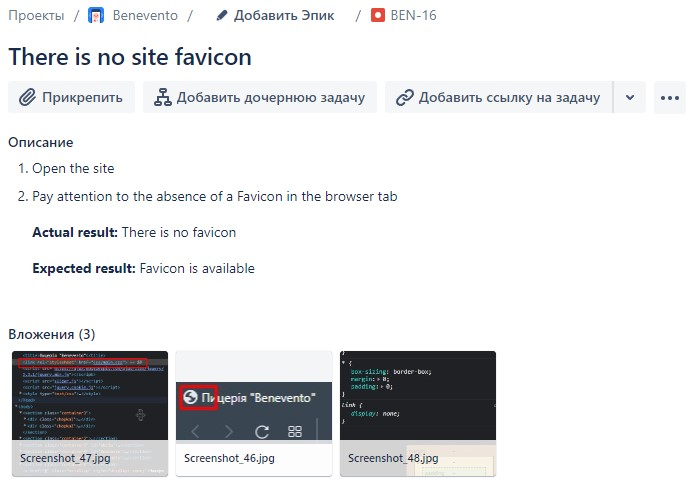 Проекты / Benevento / Добавить Эпик / BEN-16
There is no site favicon
Прикрепить Добавить дочернюю задачу Добавить ссылку на задачу
Описание
1. Open the site
2. Pay attention to the absence of a Favicon in the browser tab
Actual result: There is no favicon
Expected result: Favicon is available
Вложения (3)
Пицерія "Benevento"
* {
box-sizing: border-box;
margin: 0;
padding: 0;
}
link {
display: none;
}
Screenshot_47.jpg Screenshot_46.jpg Screenshot_48.jpg